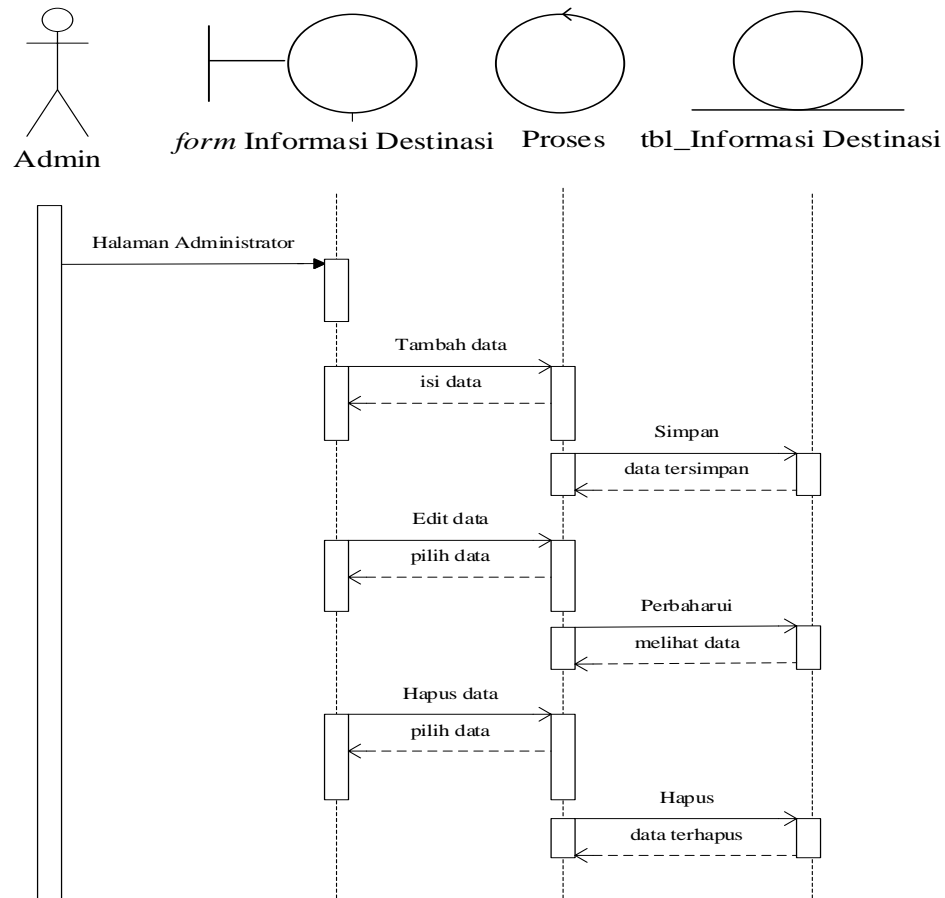 Admin
form Informasi Destinasi
Proses
tbl_Informasi Destinasi
Halaman Administrator
Tambah data
isi data
Simpan
data tersimpan
Edit data
pilih data
Perbaharui
melihat data
Hapus data
pilih data
Hapus
data terhapus